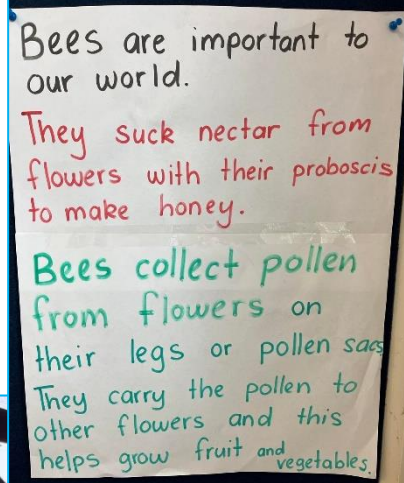 Bees are important to
our world.
They suck nectar from
flowers with their proboscis
to make honey.
Bees collect pollen
from flowers on
their legs or pollen sacs
They carry the pollen to
other flowers and this
helps grow fruit and
vegetables.